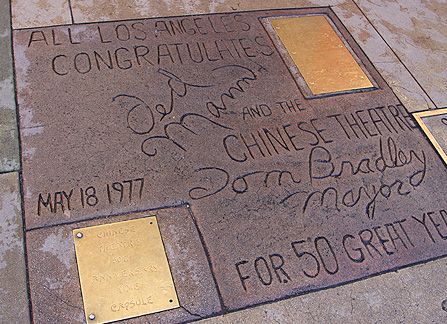 ALL LOS ANGELES
CONGRATULATES
Ted
Mann
AND THE
CHINESE THEATRE
Tom Bradley
Mayor
MAY 18 1977
FOR 50 GREAT YE
CAPSULE